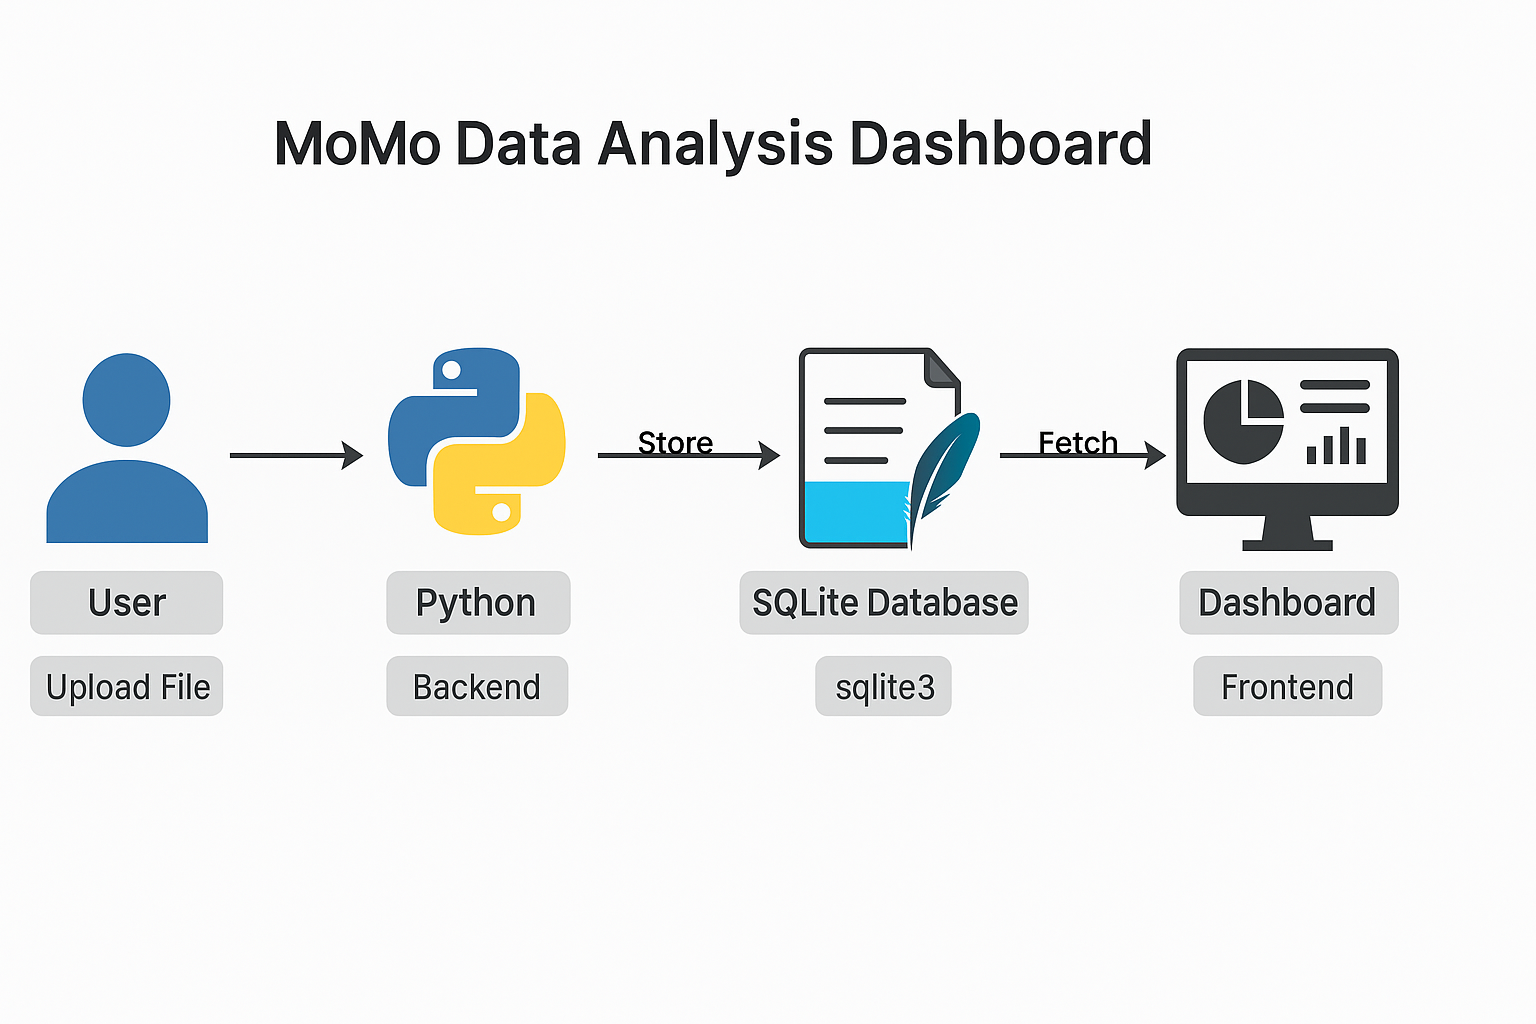 MoMo Data Analysis Dashboard
Store
Fetch
User
Python
SQLite Database
Dashboard
Upload File
Backend
sqlite3
Frontend